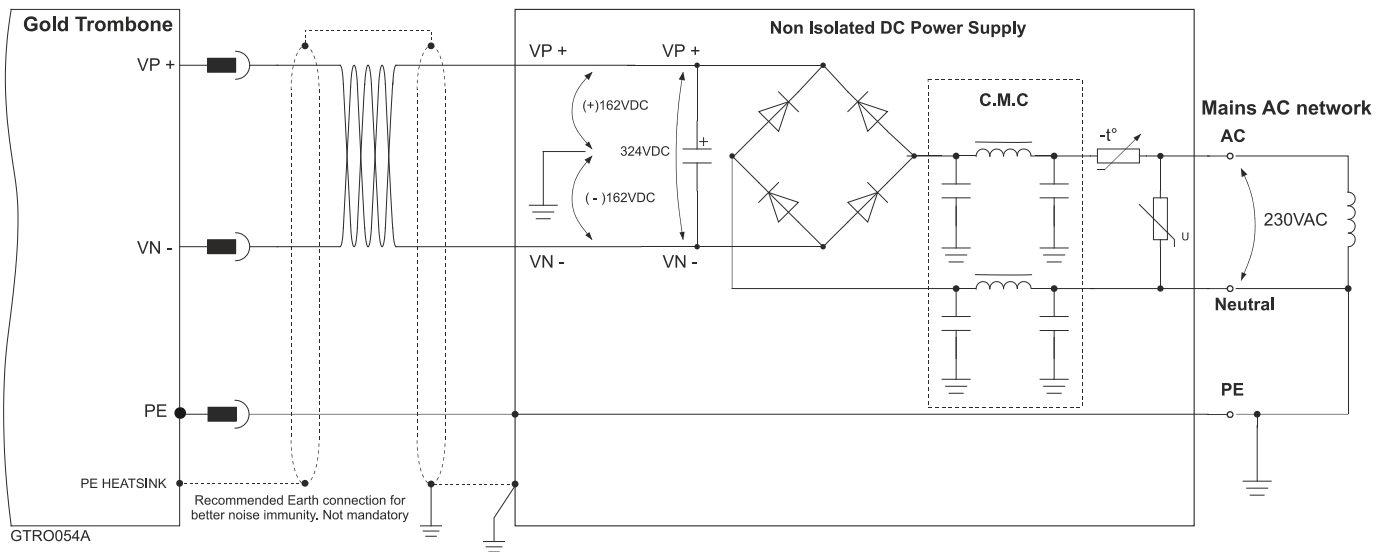 Gold Trombone
Non Isolated DC Power Supply
VP +
VP +
VP +
(+)162VDC
324VDC
+
(-)162VDC
C.M.C
-t°
Mains AC network
AC
U
230VAC
VN -
VN -
VN -
Neutral
PE
PE
PE HEATSINK
Recommended Earth connection for
better noise immunity. Not mandatory
GTRO054A